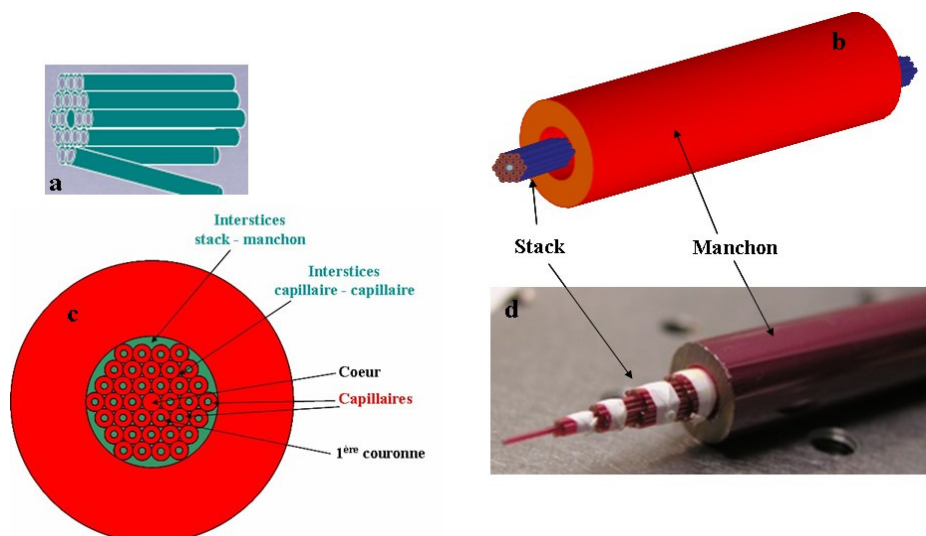 a
b
Stack
Manchon
Interstices
stack - manchon
Interstices
capillaire - capillaire
c
Coeur
Capillaires
1ère couronne
d